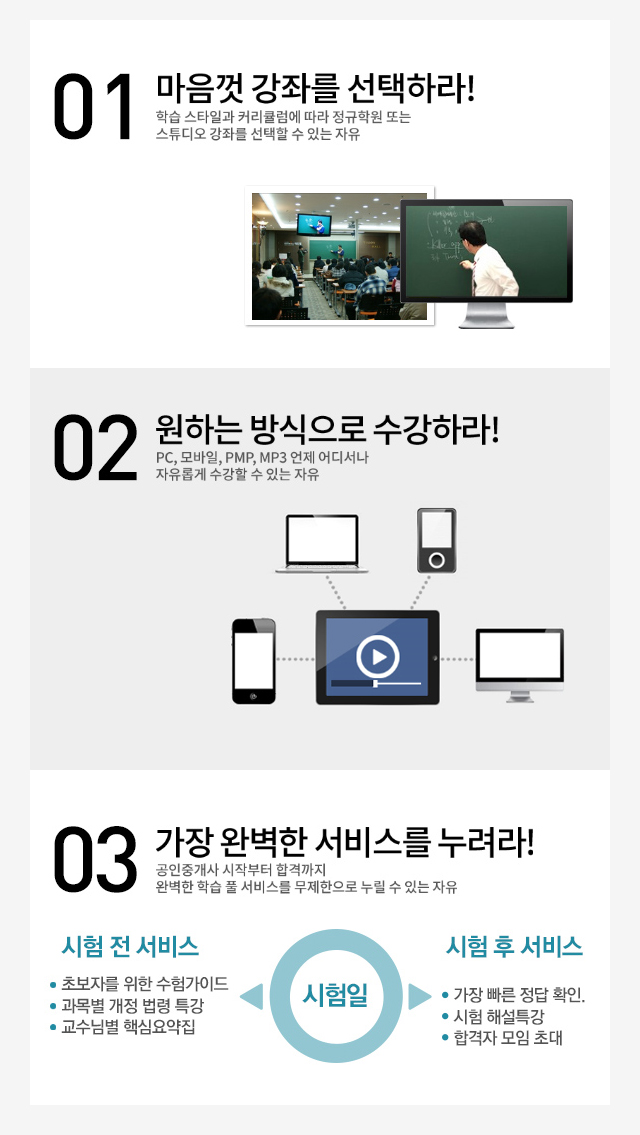 01
마음껏 강좌를 선택하라!
학습 스타일과 커리큘럼에 따라 정규학원 또는
스튜디오 강좌를 선택할 수 있는 자유
02
원하는 방식으로 수강하라!
PC, 모바일, PMP, MP3 언제 어디서나
자유롭게 수강할 수 있는 자유
03
가장 완벽한 서비스를 누려라!
공인중개사 시작부터 합격까지
완벽한 학습 풀 서비스를 무제한으로 누릴 수 있는 자유
시험 전 서비스
• 초보자를 위한 수험가이드
• 과목별 개정 법령 특강
• 교수님별 핵심요약집
시험일
시험 후 서비스
• 가장 빠른 정답 확인.
• 시험 해설특강
• 합격자 모임 초대